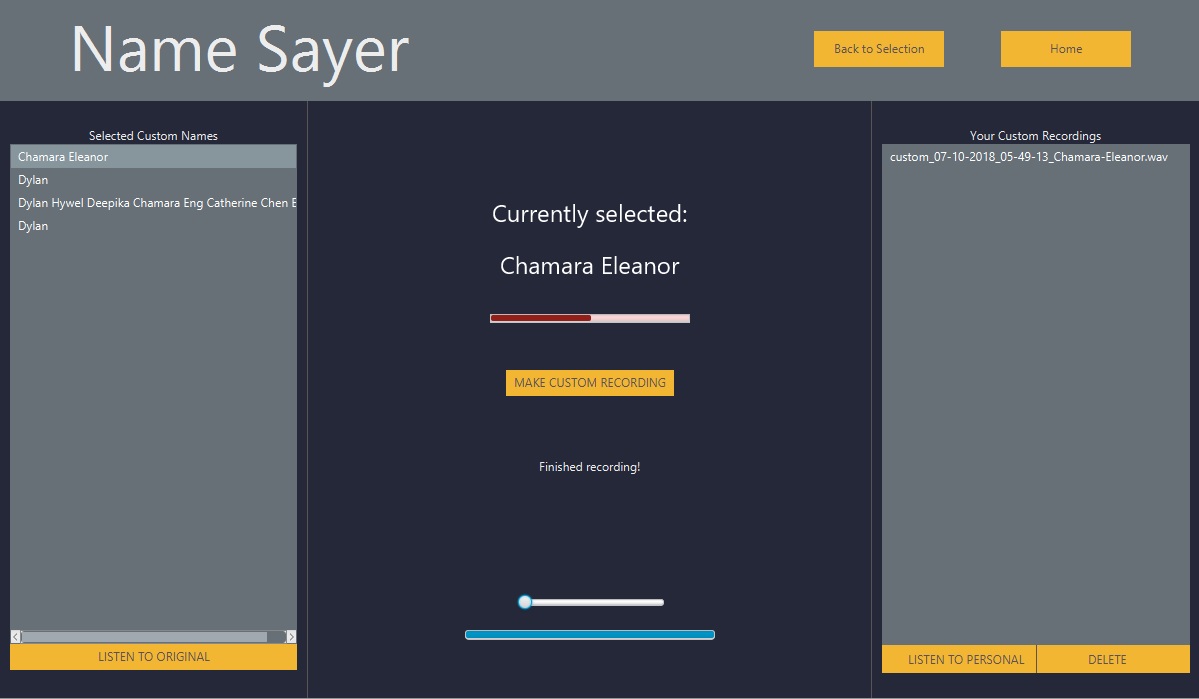 Name Sayer
Back to Selection
Home
Selected Custom Names
Chamara Eleanor
Dylan
Dylan Hywel Deepika Chamara Eng Catherine Chen E
Dylan
LISTEN TO ORIGINAL
Currently selected:
Chamara Eleanor
MAKE CUSTOM RECORDING
Finished recording!
Your Custom Recordings
custom_07-10-2018_05-49-13_Chamara-Eleanor.wav
LISTEN TO PERSONAL
DELETE